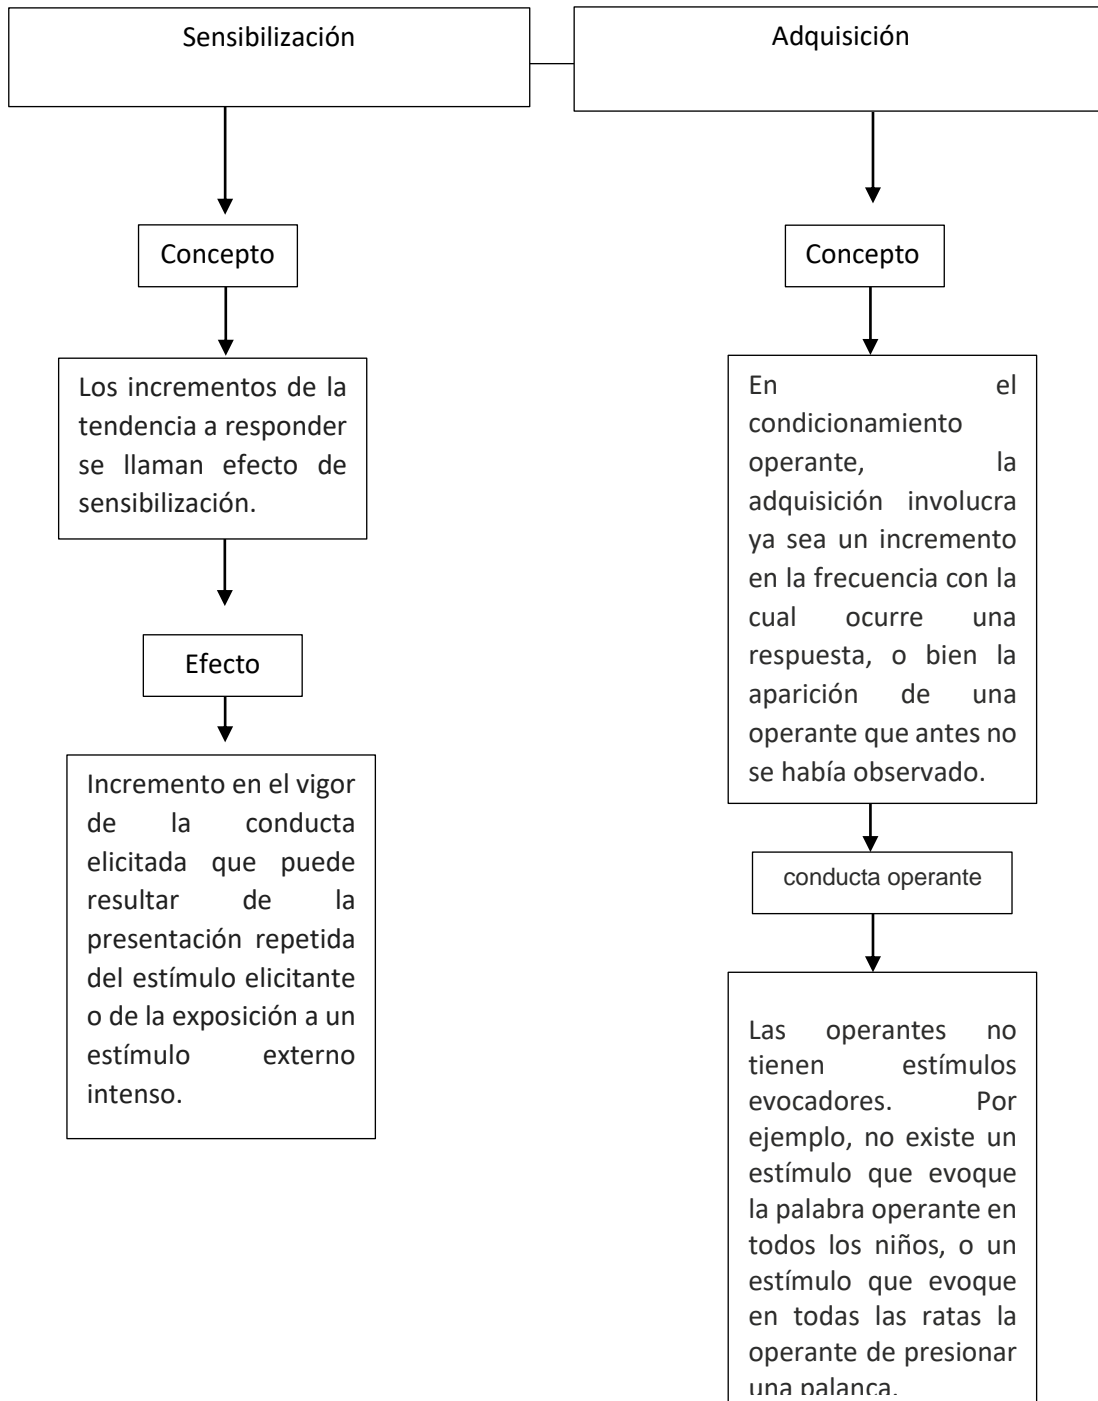 Sensibilización
Concepto
Los incrementos de la
tendencia a responder
se llaman efecto de
sensibilización.
Efecto
Incremento en el vigor
de la conducta
elicitada que puede
resultar de la
presentación repetida
del estímulo elicitante
o de la exposición a un
estímulo externo
intenso.
Adquisición
Concepto
En el
condicionamiento
operante, la
adquisición involucra
ya sea un incremento
en la frecuencia con la
cual ocurre una
respuesta, o bien la
aparición de una
operante que antes no
se había observado.
conducta operante
Las operantes no
tienen estímulos
evocadores. Por
ejemplo, no existe un
estímulo que evoque
la palabra operante en
todos los niños, o un
estímulo que evoque
en todas las ratas la
operante de presionar
una palanca.